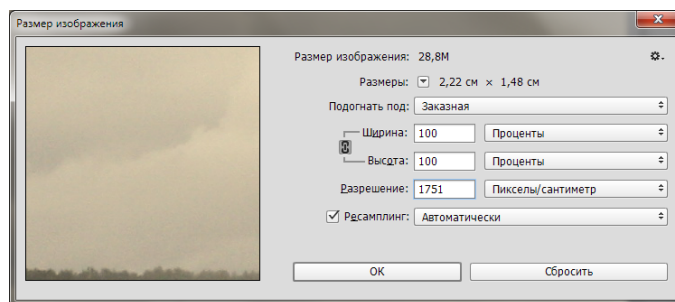 Размер изображения
Размер изображения: 28,8M
Размеры: 2,22 см × 1,48 см
Подогнать под: Заказная
Ширина: 100 Проценты
Высота: 100 Проценты
Разрешение: 1751 Пикселы/сантиметр
Ресамплинг: Автоматически
ОК Сбросить